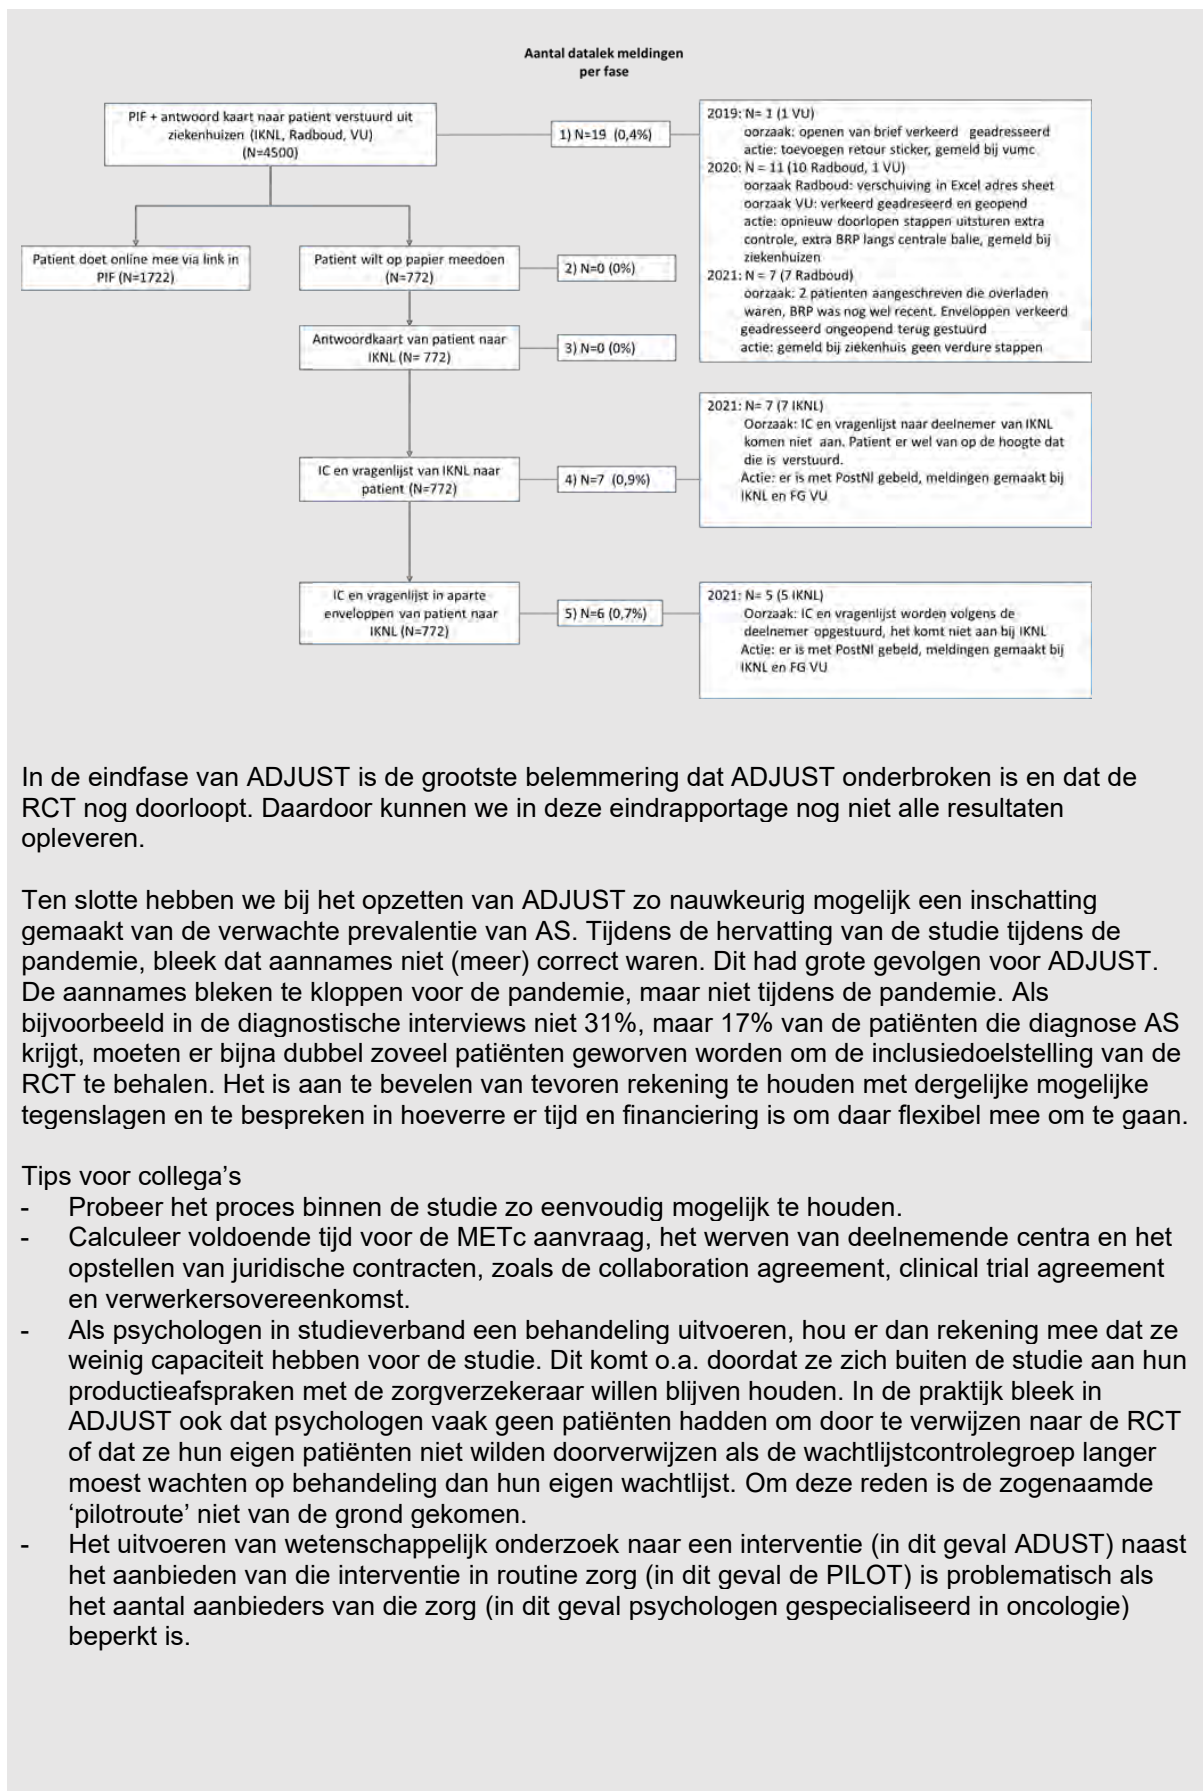 Aantal datalek meldingen
per fase
PIF + antwoord kaart naar patient verstuurd uit
ziekenhuizen (IKNL, Radboud, VU)
(N=4500)
1) N=19 (0,4%)
2019: N= 1 (1 VU)
oorzaak: openen van brief verkeerd geadresseerd
actie: toevoegen retour sticker, gemeld bij vumc
2020: N = 11 (10 Radboud, 1 VU)
oorzaak Radboud: verschuiving in Excel adres sheet
oorzaak VU: verkeerd geadreseerd en geopend
actie: opnieuw doorlopen stappen uitsturen extra
controle, extra BRP langs centrale balie, gemeld bij
ziekenhuizen
2021: N = 7 (7 Radboud)
oorzaak: 2 patienten aangeschreven die overladen
waren, BRP was nog wel recent. Enveloppen verkeerd
geadresseerd ongeopend terug gestuurd
actie: gemeld bij ziekenhuis geen verdure stappen
Patient doet online mee via link in
PIF (N=1722)
Patient wilt op papier meedoen
(N=772)
2) N=0 (0%)
Antwoordkaart van patient naar
IKNL (N= 772)
3) N=0 (0%)
IC en vragenlijst van IKNL naar
patient (N=772)
4) N=7 (0,9%)
2021: N= 7 (7 IKNL)
Oorzaak: IC en vragenlijst naar deelnemer van IKNL
komen niet aan. Patient er wel van op de hoogte dat
die is verstuurd.
Actie: er is met PostNl gebeld, meldingen gemaakt bij
IKNL en FG VU
IC en vragenlijst in aparte
enveloppen van patient naar
IKNL (N=772)
5) N=6 (0,7%)
2021: N= 5 (5 IKNL)
Oorzaak: IC en vragenlijst worden volgens de
deelnemer opgestuurd, het komt niet aan bij IKNL
Actie: er is met PostNl gebeld, meldingen gemaakt bij
IKNL en FG VU
In de eindfase van ADJUST is de grootste belemmering dat ADJUST onderbroken is en dat de
RCT nog doorloopt. Daardoor kunnen we in deze eindrapportage nog niet alle resultaten
opleveren.
Ten slotte hebben we bij het opzetten van ADJUST zo nauwkeurig mogelijk een inschatting
gemaakt van de verwachte prevalentie van AS. Tijdens de hervatting van de studie tijdens de
pandemie, bleek dat aannames niet (meer) correct waren. Dit had grote gevolgen voor ADJUST.
De aannames bleken te kloppen voor de pandemie, maar niet tijdens de pandemie. Als
bijvoorbeeld in de diagnostische interviews niet 31%, maar 17% van de patiënten die diagnose AS
krijgt, moeten er bijna dubbel zoveel patiënten geworven worden om de inclusiedoelstelling van de
RCT te behalen. Het is aan te bevelen van tevoren rekening te houden met dergelijke mogelijke
tegenslagen en te bespreken in hoeverre er tijd en financiering is om daar flexibel mee om te gaan.
Tips voor collega's
- Probeer het proces binnen de studie zo eenvoudig mogelijk te houden.
- Calculeer voldoende tijd voor de METc aanvraag, het werven van deelnemende centra en het
opstellen van juridische contracten, zoals de collaboration agreement, clinical trial agreement
en verwerkersovereenkomst.
- Als psychologen in studieverband een behandeling uitvoeren, hou er dan rekening mee dat ze
weinig capaciteit hebben voor de studie. Dit komt o.a. doordat ze zich buiten de studie aan hun
productieafspraken met de zorgverzekeraar willen blijven houden. In de praktijk bleek in
ADJUST ook dat psychologen vaak geen patiënten hadden om door te verwijzen naar de RCT
of dat ze hun eigen patiënten niet wilden doorverwijzen als de wachtlijstcontrolegroep langer
moest wachten op behandeling dan hun eigen wachtlijst. Om deze reden is de zogenaamde
‘pilotroute’ niet van de grond gekomen.
- Het uitvoeren van wetenschappelijk onderzoek naar een interventie (in dit geval ADUST) naast
het aanbieden van die interventie in routine zorg (in dit geval de PILOT) is problematisch als
het aantal aanbieders van die zorg (in dit geval psychologen gespecialiseerd in oncologie)
beperkt is.